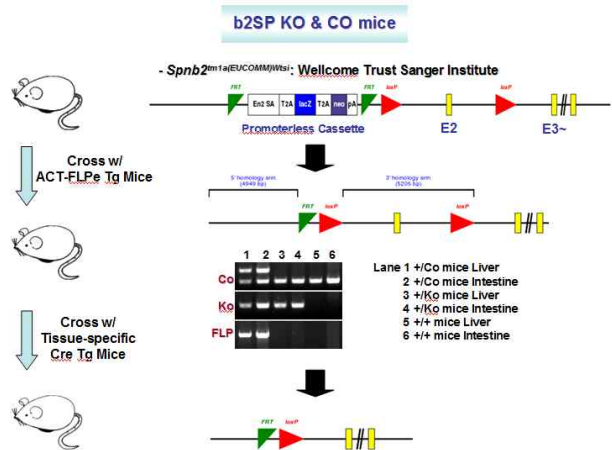 b2SP KO & CO mice
- Spnb2tm1a(EUCOMM)Wtsi: Wellcome Trust Sanger Institute
FRT
En2 SA T2A lacZ T2A neo pA
FRT
loxP
loxP
Promoterless Cassette
E2
E3~
Cross w/
ACT-FLPe Tg Mice
5' homology arm
(4949 bp)
3' homology arm
(5205 bp)
FRT
loxP
loxP
1 2 3 4 5 6
Co
Ko
FLP
Lane 1 +/Co mice Liver
2 +/Co mice Intestine
3 +/Ko mice Liver
4 +/Ko mice Intestine
5 +/+ mice Liver
6 +/+ mice Intestine
Cross w/
Tissue-specific
Cre Tg Mice
FRT
loxP